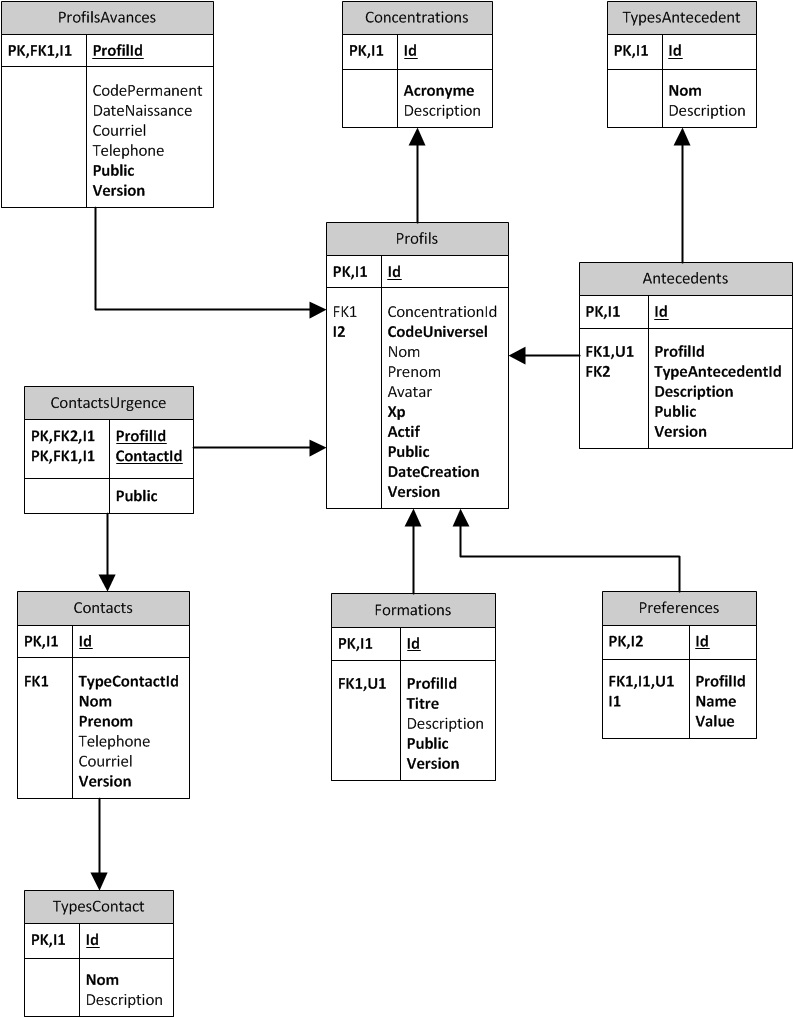 ProfilsAvances
PK,FK1,I1 ProfilId
CodePermanent
DateNaissance
Courriel
Telephone
Public
Version
Concentrations
PK,I1 Id
Acronyme
Description
TypesAntecedent
PK,I1 Id
Nom
Description
Profils
PK,I1 Id
FK1 ConcentrationId
I2 CodeUniversel
Nom
Prenom
Avatar
Xp
Actif
Public
DateCreation
Version
Antecedents
PK,I1 Id
FK1,U1 ProfilId
FK2 TypeAntecedentId
Description
Public
Version
ContactsUrgence
PK,FK2,I1 ProfilId
PK,FK1,I1 ContactId
Public
Contacts
PK,I1 Id
FK1 TypeContactId
Nom
Prenom
Telephone
Courriel
Version
Formations
PK,I1 Id
FK1,U1 ProfilId
Titre
Description
Public
Version
Preferences
PK,I2 Id
FK1,I1,U1 ProfilId
I1 Name
Value
TypesContact
PK,I1 Id
Nom
Description